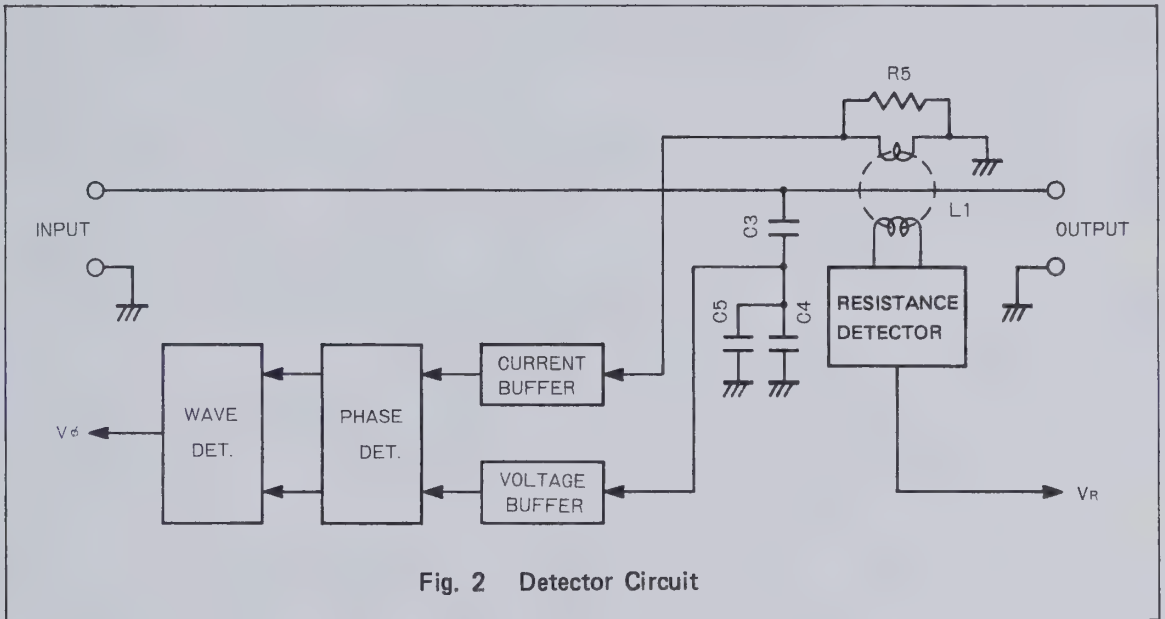 R5
L1
INPUT
OUTPUT
C3
C5
C4
RESISTANCE
DETECTOR
CURRENT
BUFFER
WAVE
DET.
PHASE
DET.
Vø
VOLTAGE
BUFFER
VR
Fig. 2 Detector Circuit